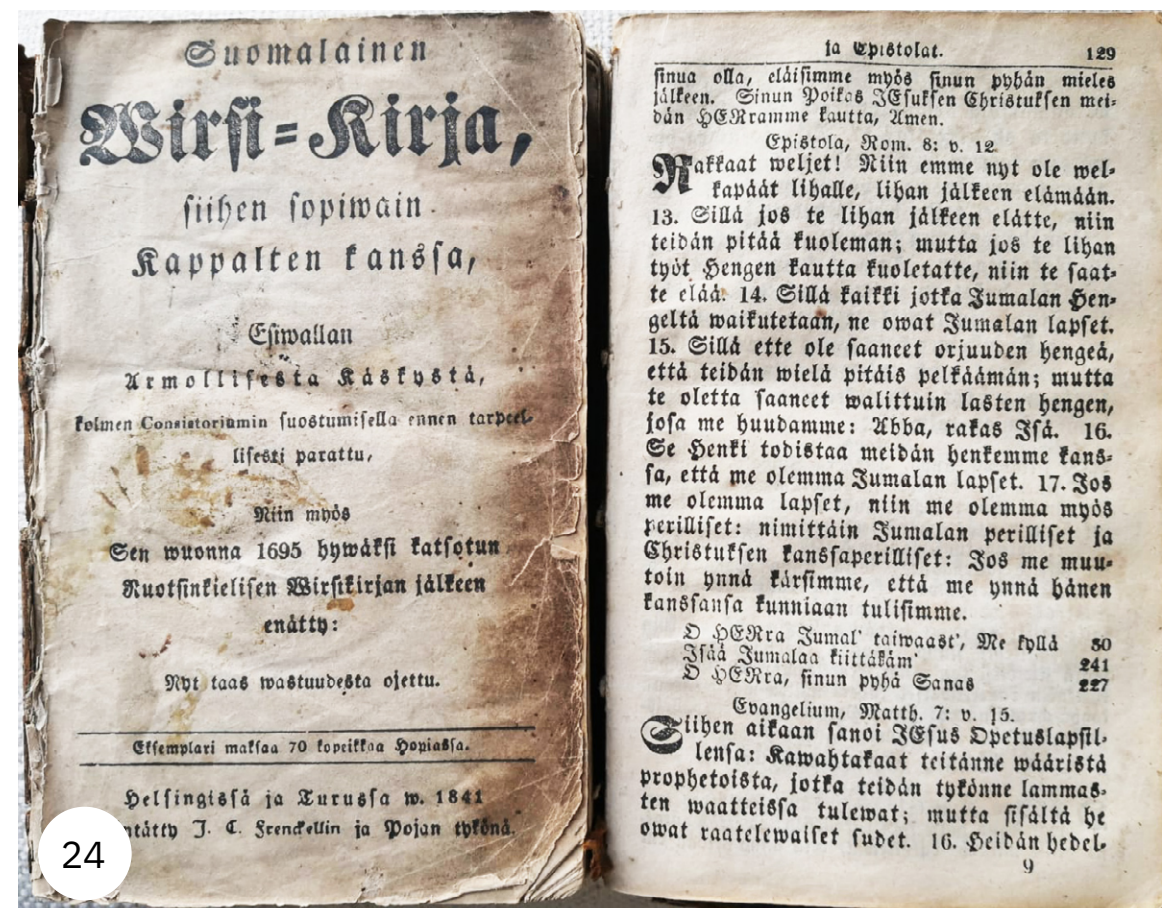 Suomalainen
Wirsi=Kirja,
siihen sopiwain
Kappalten kanssa,
Esiwallan
Armollisesta Käskystä,
kolmen Consistoriumin suostumisella ennen tarpeel-
lisesti parattu,
Niin myös
Sen wuonna 1695 hywäksi katsotun
Ruotsinkielisen Wirsikirjan jälkeen
enätty:
Nyt taas wastuudesta ojettu.
Eksemplari maksaa 70 kopeikkaa Hopiassa.
Helsingissä ja Turussa w. 1841
ntätty J. C. Frenckellin ja Pojan tykönä.
24
ja Epistolat. 129
sinua olla, eläisimme myös sinun pyhän mieles
jälkeen. Sinun Poikas JEsuksen Christuksen mei-
dän HERramme kautta, Amen.
Epistola, Rom. 8: v. 12
Rakkaat weljet! Niin emme nyt ole wel-
kapäät lihalle, lihan jälkeen elämään.
13. Sillä jos te lihan jälkeen elätte, niin
teidän pitää kuoleman; mutta jos te lihan
työt Hengen kautta kuoletatte, niin te saat-
te elää. 14. Sillä kaikki jotka Jumalan Hen-
geltä waikutetaan, ne owat Jumalan lapset.
15. Sillä ette ole saaneet orjuuden hengeä,
että teidän wielä pitäis pelkäämän; mutta
te oletta saaneet walittuin lasten hengen,
josa me huudamme: Abba, rakas Isä. 16.
Se Henki todistaa meidän henkemme kans-
sa, että me olemma Jumalan lapset. 17. Jos
me olemma lapset, niin me olemma myös
perilliset: nimittäin Jumalan perilliset ja
Christuksen kanssaperilliset: Jos me muu-
toin ynnä kärsimme, että me ynnä hänen
kanssansa kunniaan tulisimme.
O HERra Jumal' taiwaast', Me kyllä 80
Isää Jumalaa kiittäkäm' 241
O HERra, sinun pyhä Sanas 227
Evangelium, Matth. 7: v. 15.
Siihen aikaan sanoi JEsus Opetuslapsil-
lensa: Kawahtakaat teitänne wääristä
prophetoista, jotka teidän tykönne lammas-
ten waatteissa tulewat; mutta sisältä he
owat raatelewaiset sudet. 16. Heidän hedel-
9